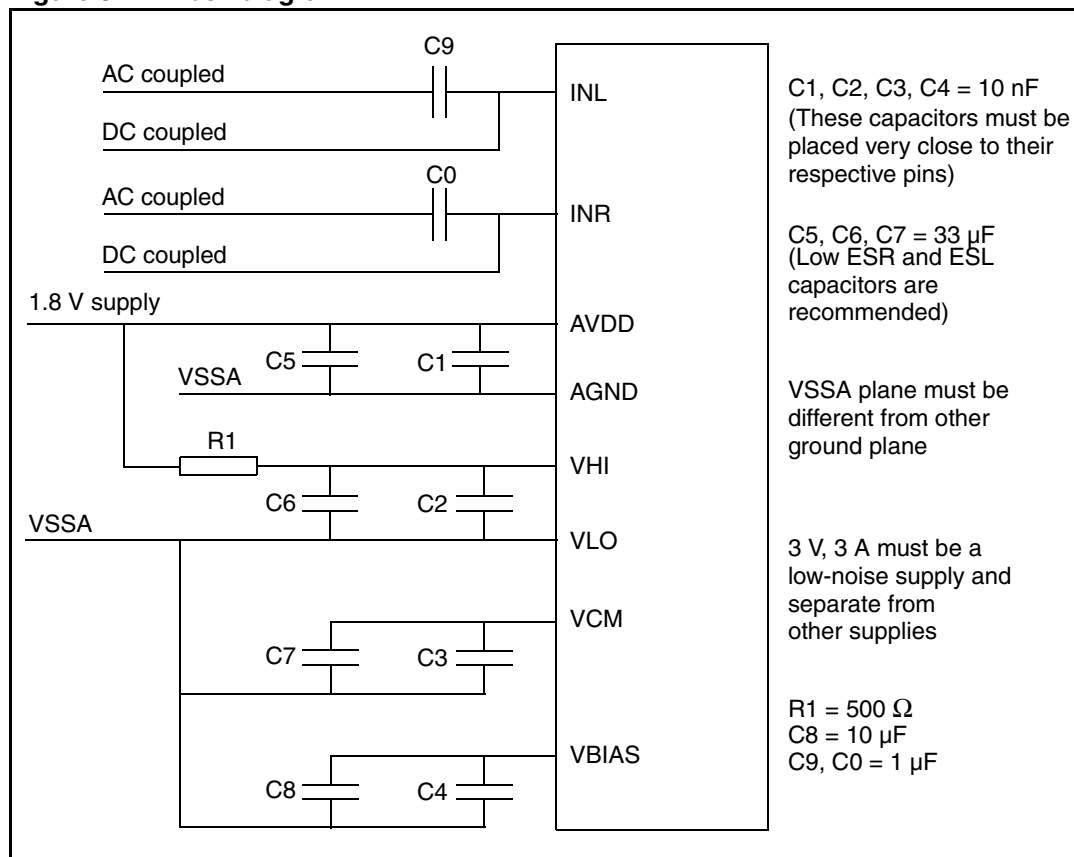 C9
AC coupled
INL
DC coupled
C0
AC coupled
INR
DC coupled
1.8 V supply
AVDD
C5
C1
VSSA
AGND
R1
VHI
C6
C2
VSSA
VLO
VCM
C7
C3
VBIAS
C8
C4
C1, C2, C3, C4 = 10 nF
(These capacitors must be
placed very close to their
respective pins)
C5, C6, C7 = 33 µF
(Low ESR and ESL
capacitors are
recommended)
VSSA plane must be
different from other
ground plane
3 V, 3 A must be a
low-noise supply and
separate from
other supplies
R1 = 500 Ω
C8 = 10 µF
C9, C0 = 1 µF